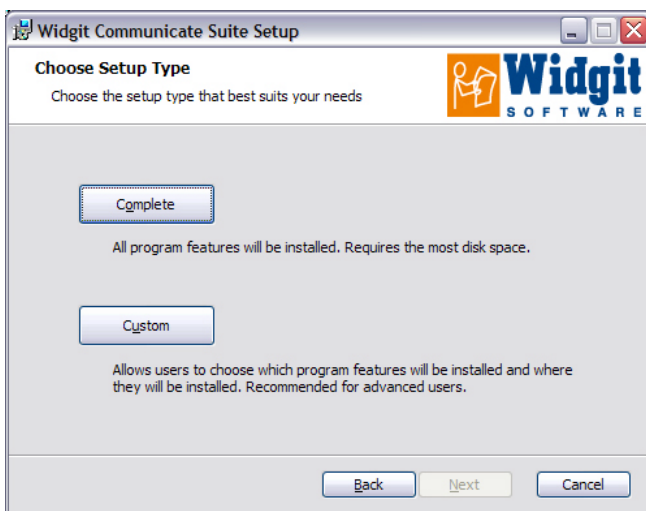 Widgit Communicate Suite Setup
Choose Setup Type
Choose the setup type that best suits your needs
Widgit
SOFTWARE
Complete
All program features will be installed. Requires the most disk space.
Custom
Allows users to choose which program features will be installed and where
they will be installed. Recommended for advanced users.
Back
Next
Cancel